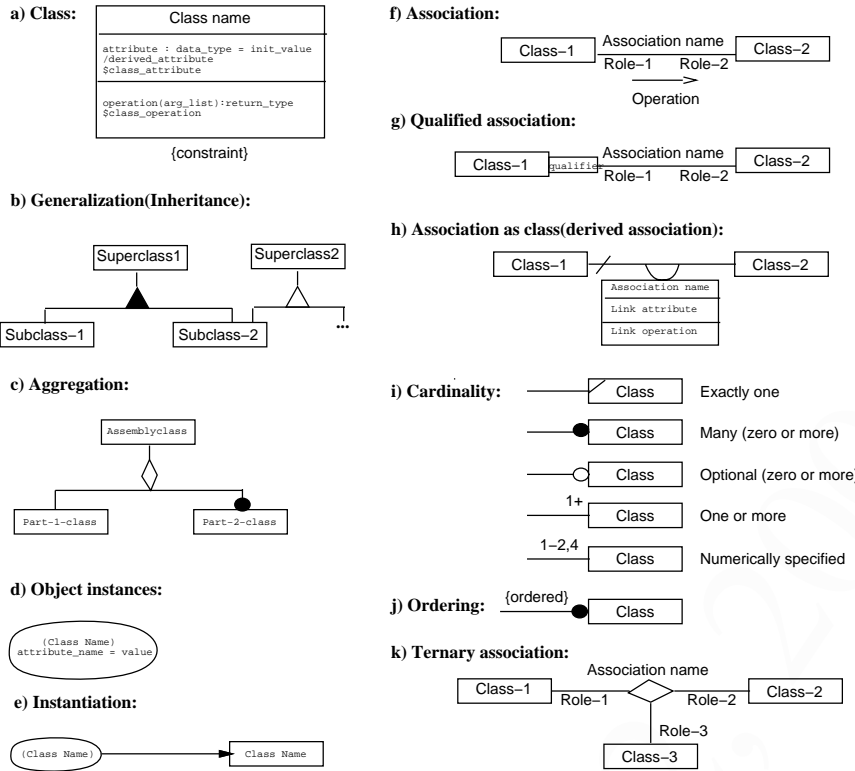 a) Class:
Class name
attribute : data_type = init_value
/derived_attribute
$class_attribute
operation(arg_list):return_type
$class_operation
{constraint}
b) Generalization(Inheritance):
Superclass1
Superclass2
Subclass−1
Subclass−2
...
c) Aggregation:
Assemblyclass
Part-1-class
Part-2-class
d) Object instances:
(Class Name)
attribute_name = value
e) Instantiation:
(Class Name)
Class Name
f) Association:
Class−1
Association name
Class−2
Role−1
Role−2
Operation
g) Qualified association:
Class−1
qualifier
Association name
Class−2
Role−1
Role−2
h) Association as class(derived association):
Class−1
Class−2
Association name
Link attribute
Link operation
i) Cardinality:
Class
Exactly one
Class
Many (zero or more)
Class
Optional (zero or more)
1+
Class
One or more
1−2,4
Class
Numerically specified
j) Ordering:
{ordered}
Class
k) Ternary association:
Association name
Class−1
Role−1
Role−2
Class−2
Role−3
Class−3